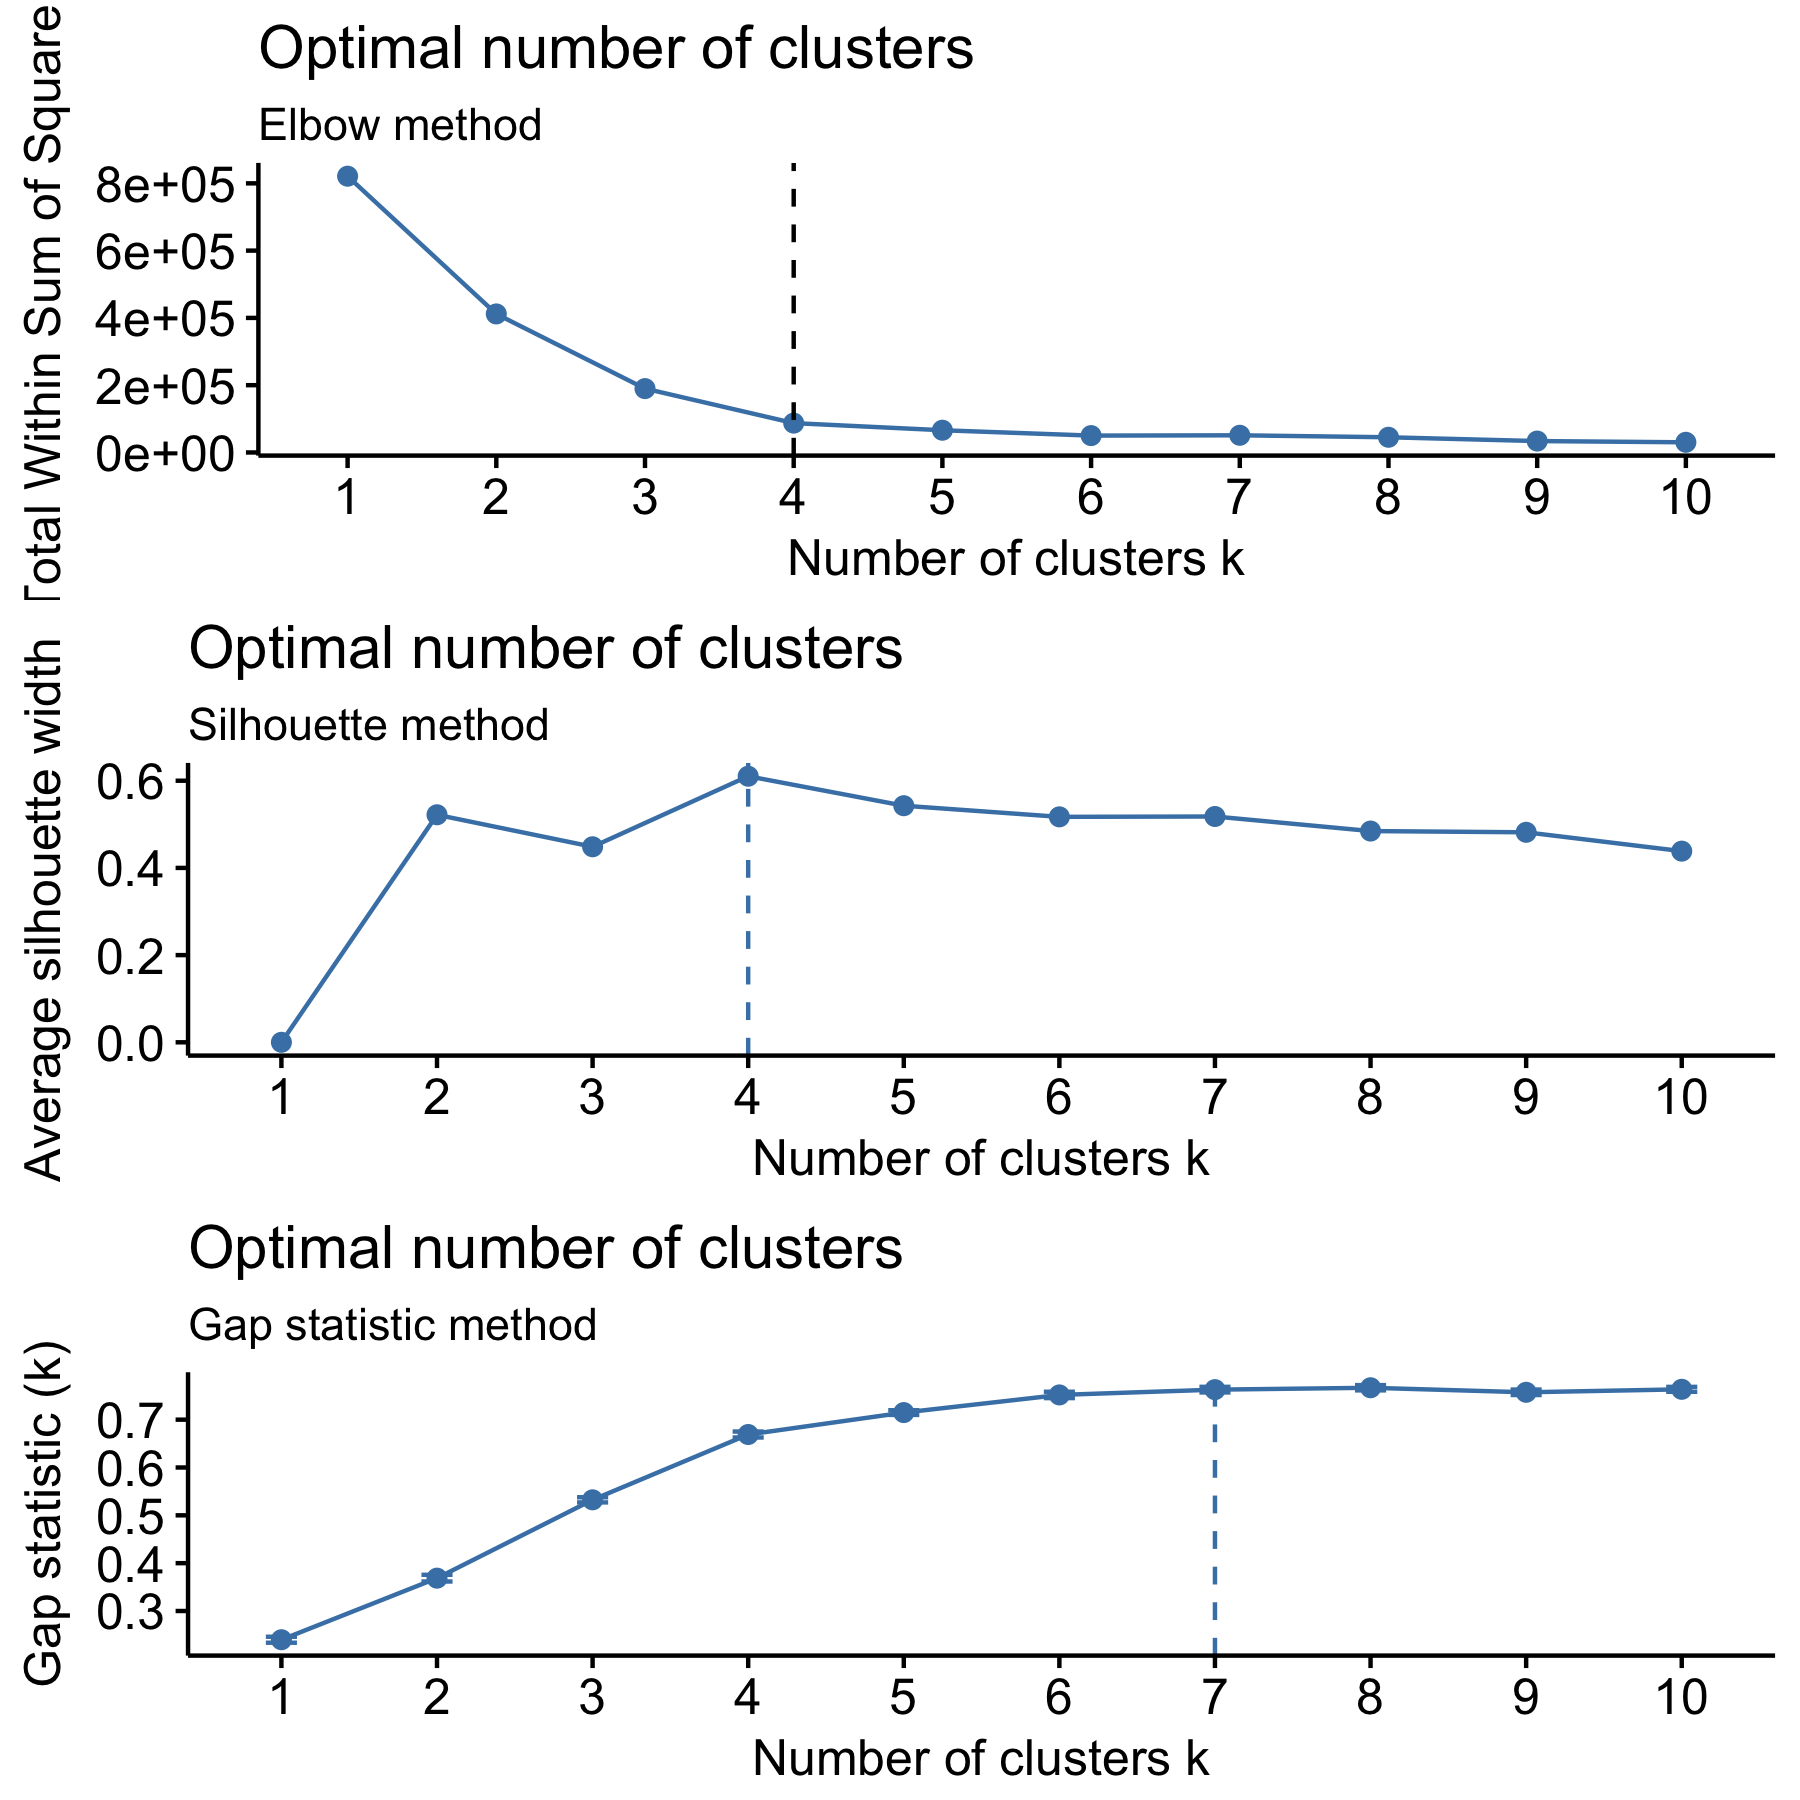 Optimal number of clusters
Elbow method
Total Within Sum of Square
8e+05
6e+05
4e+05
2e+05
0e+00
1 2 3 4 5 6 7 8 9 10
Number of clusters k
Optimal number of clusters
Silhouette method
Average silhouette width
0.6
0.4
0.2
0.0
1 2 3 4 5 6 7 8 9 10
Number of clusters k
Optimal number of clusters
Gap statistic method
Gap statistic (k)
0.7
0.6
0.5
0.4
0.3
1 2 3 4 5 6 7 8 9 10
Number of clusters k